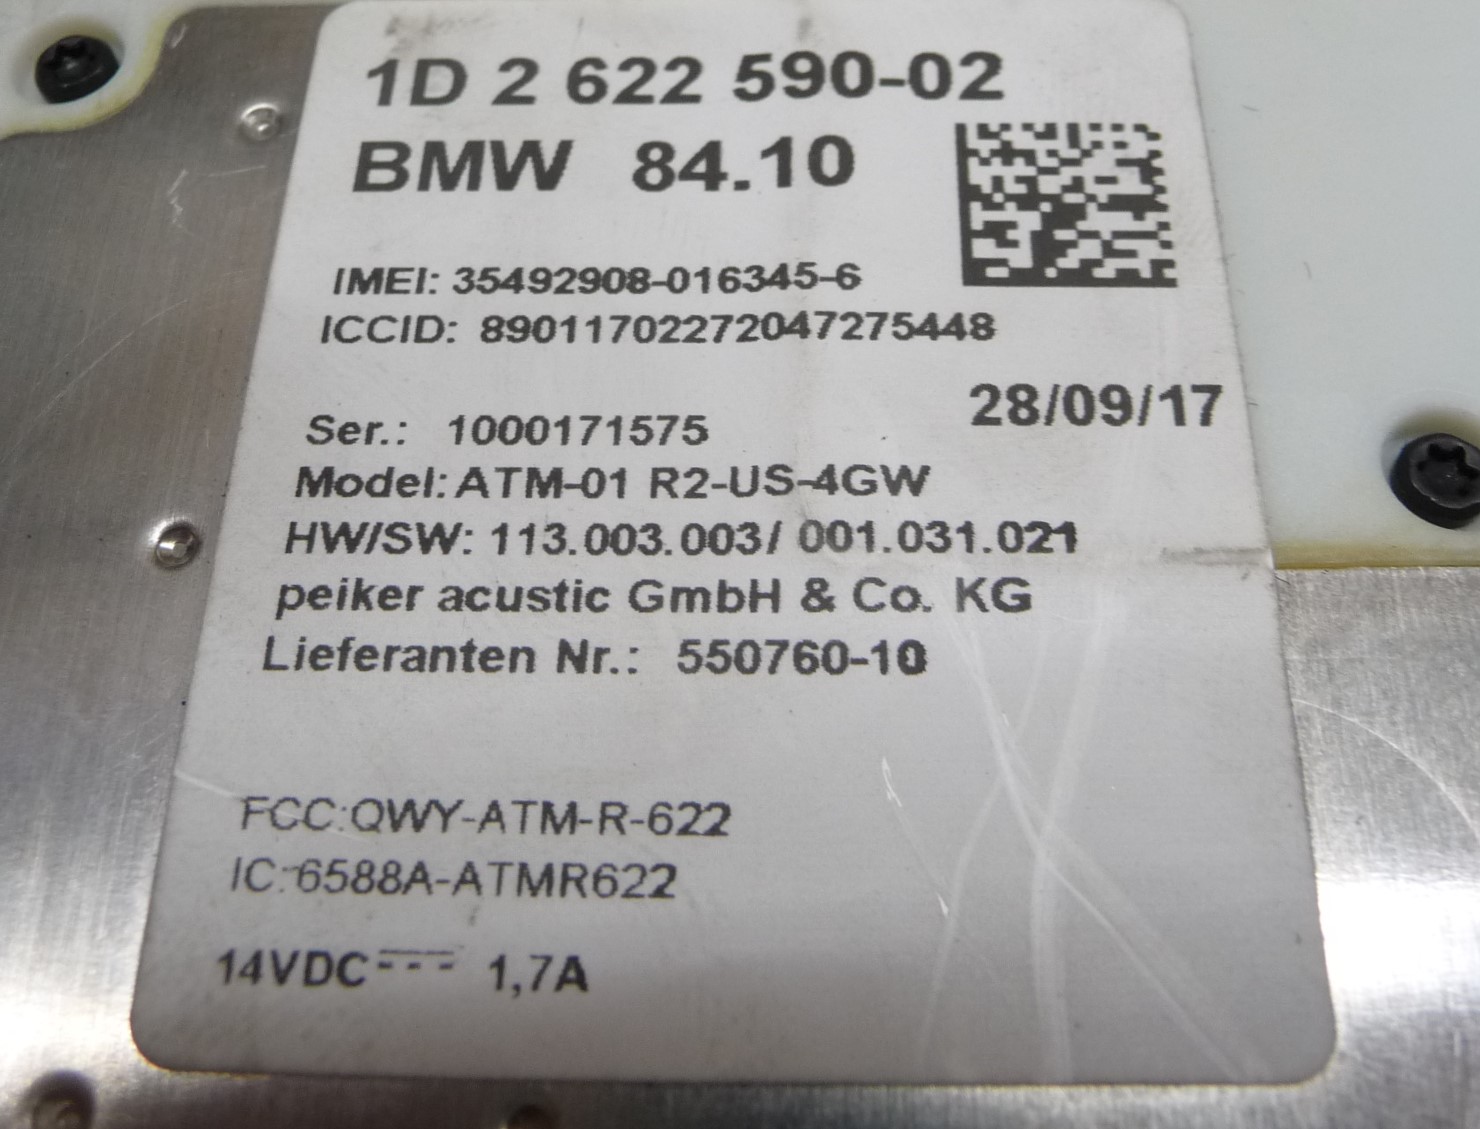 1D 2 622 590-02
BMW 84.10
IMEI: 35492908-016345-6
ICCID: 89011702272047275448
28/09/17
Ser.: 1000171575
Model: ATM-01 R2-US-4GW
HW/SW: 113.003.003/ 001.031.021
peiker acustic GmbH & Co. KG
Lieferanten Nr.: 550760-10
FCC:QWY-ATM-R-622
IC:6588A-ATMR622
14VDC 1,7A